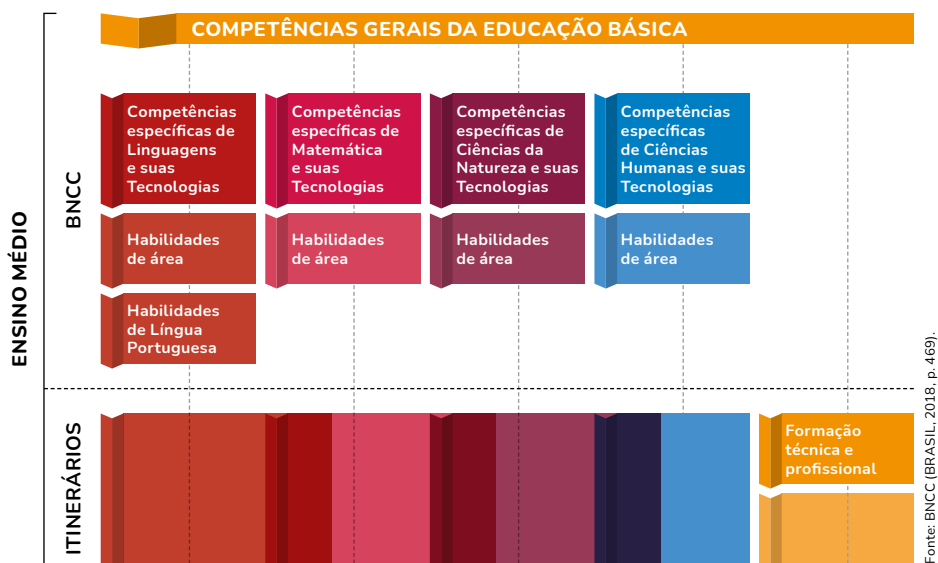 COMPETÊNCIAS GERAIS DA EDUCAÇÃO BÁSICA
ENSINO MÉDIO
BNCC
Competências
específicas de
Linguagens
e suas
Tecnologias
Competências
específicas de
Matemática
e suas
Tecnologias
Competências
específicas de
Ciências da
Natureza e suas
Tecnologias
Competências
específicas
de Ciências
Humanas e suas
Tecnologias
Habilidades
de área
Habilidades
de área
Habilidades
de área
Habilidades
de área
Habilidades
de Língua
Portuguesa
ITINERÁRIOS
Formação
técnica e
profissional
Fonte: BNCC (BRASIL, 2018, p. 469).